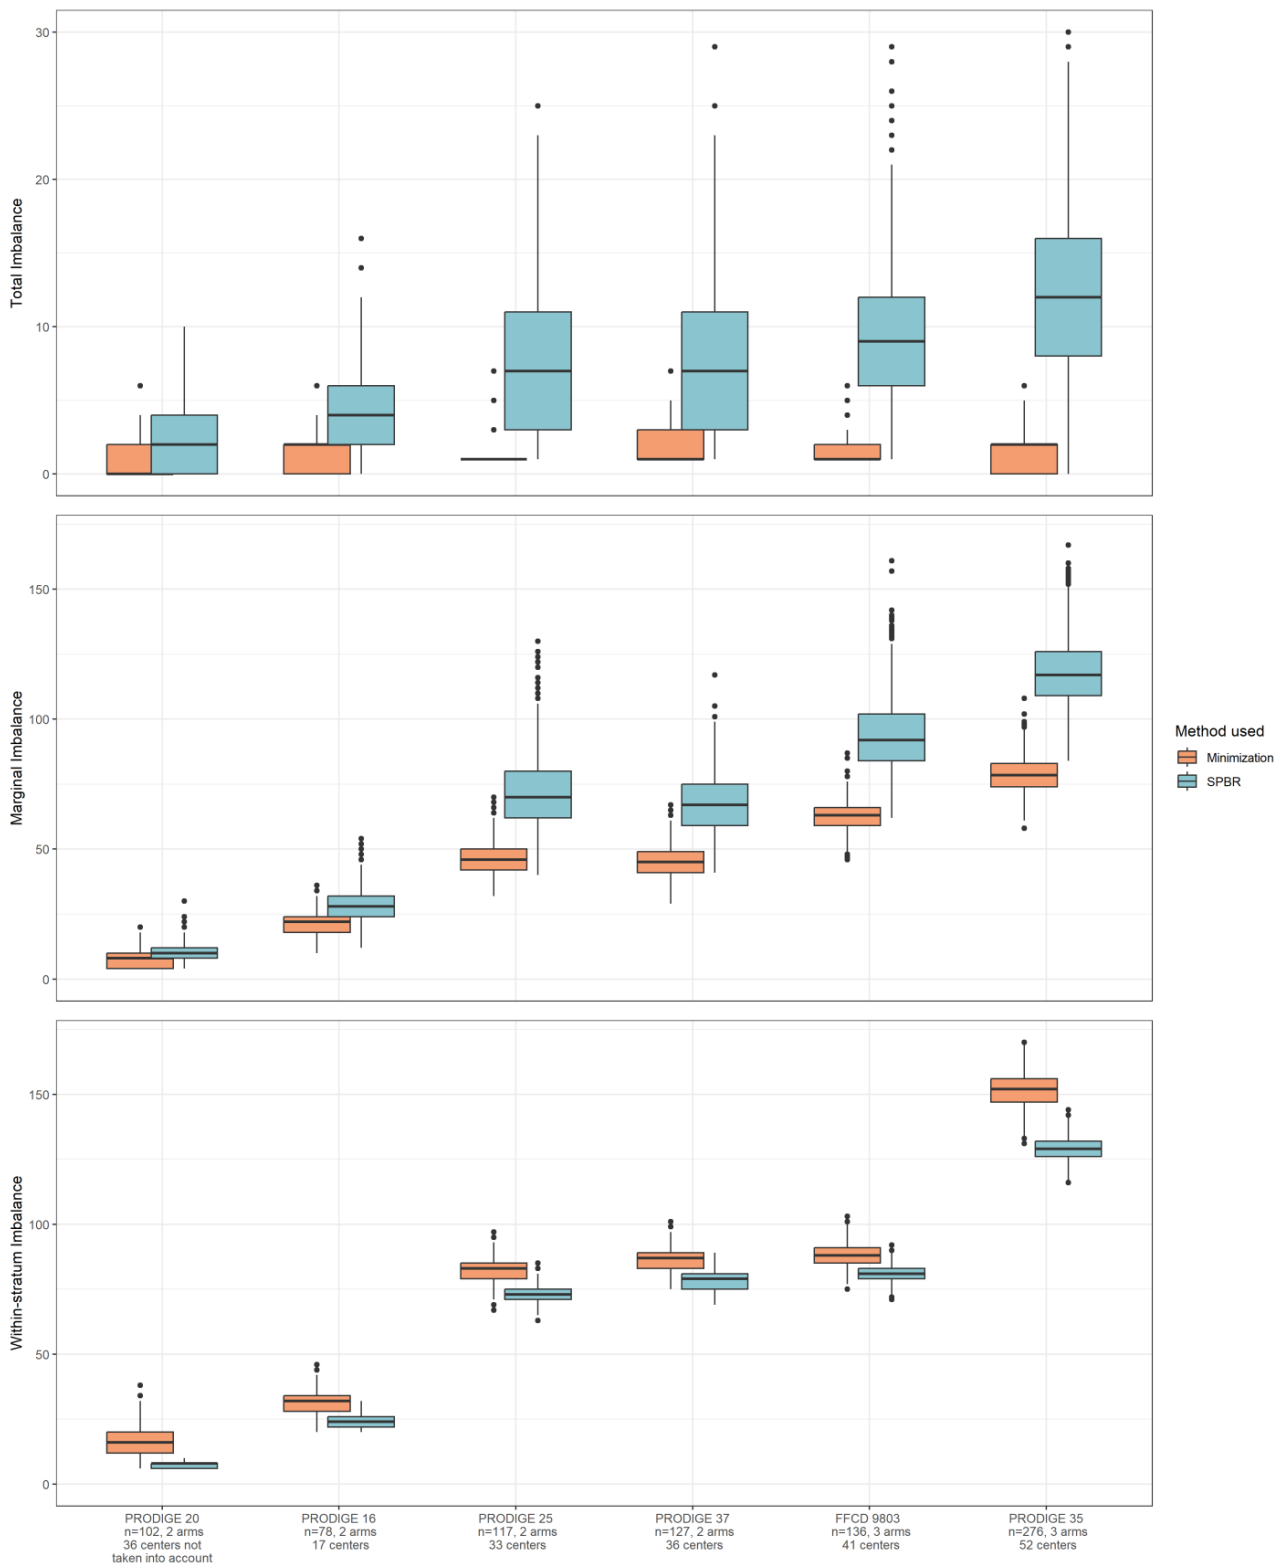 30
20
10
0
Total Imbalance
150
100
50
0
Marginal Imbalance
Method used
Minimization
SPBR
150
100
50
0
Within-stratum Imbalance
PRODIGE 20
n=102, 2 arms
36 centers not
taken into account
PRODIGE 16
n=78, 2 arms
17 centers
PRODIGE 25
n=117, 2 arms
33 centers
PRODIGE 37
n=127, 2 arms
36 centers
FFCD 9803
n=136, 3 arms
41 centers
PRODIGE 35
n=276, 3 arms
52 centers